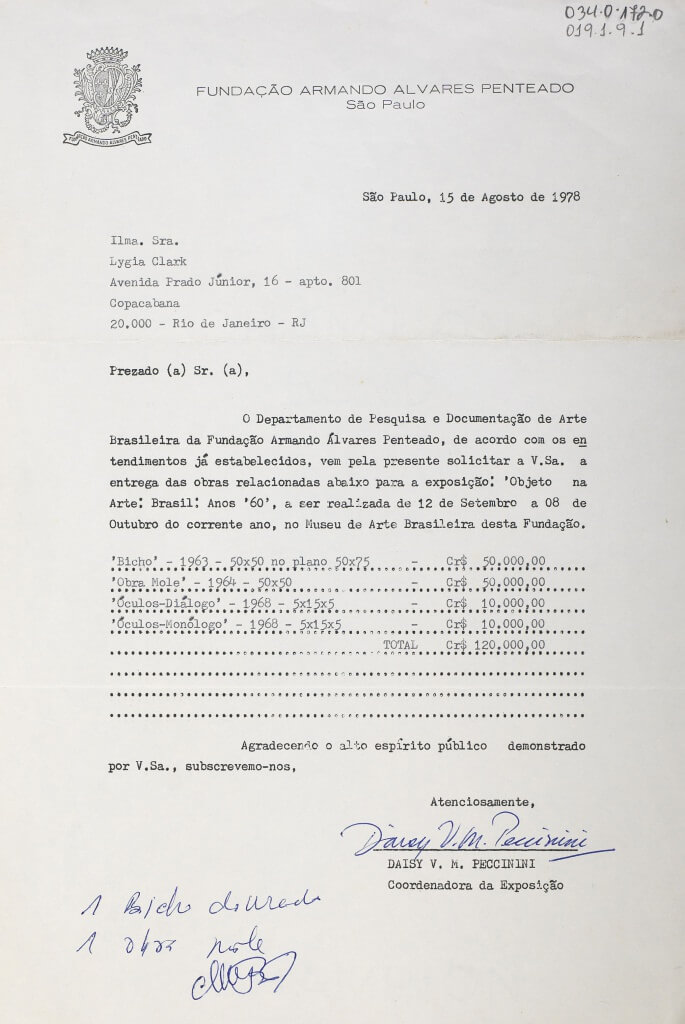 034.0.172.0
019.1.9.1
FUNDAÇÃO ARMANDO ALVARES PENTEADO
São Paulo
São Paulo, 15 de Agosto de 1978
Ilma. Sra.
Lygia Clark
Avenida Prado Júnior, 16 - apto. 801
Copacabana
20.000 - Rio de Janeiro - RJ
Prezado (a) Sr. (a),
O Departamento de Pesquisa e Documentação de Arte
Brasileira da Fundação Armando Álvares Penteado, de acordo com os en
tendimentos já estabelecidos, vem pela presente solicitar a V.Sa. a
entrega das obras relacionadas abaixo para a exposição: 'Objeto na
Arte: Brasil: Anos '60', a ser realizada de 12 de Setembro a 08 de
Outubro do corrente ano, no Museu de Arte Brasileira desta Fundação.
'Bicho' - 1963 - 50x50 no plano 50x75 - Cr$ 50.000,00
'Obra Mole' - 1964 - 50x50 - Cr$ 50.000,00
'Óculos-Diálogo' - 1968 - 5x15x5 - Cr$ 10.000,00
'Óculos-Monólogo' - 1968 - 5x15x5 - Cr$ 10.000,00
TOTAL Cr$ 120.000,00
Agradecendo o alto espírito público demonstrado
por V.Sa., subscrevemo-nos,
Atenciosamente,
Daisy V. M. Peccinini
DAISY V. M. PECCININI
Coordenadora da Exposição
1 Bicho dourado
1 obra mole